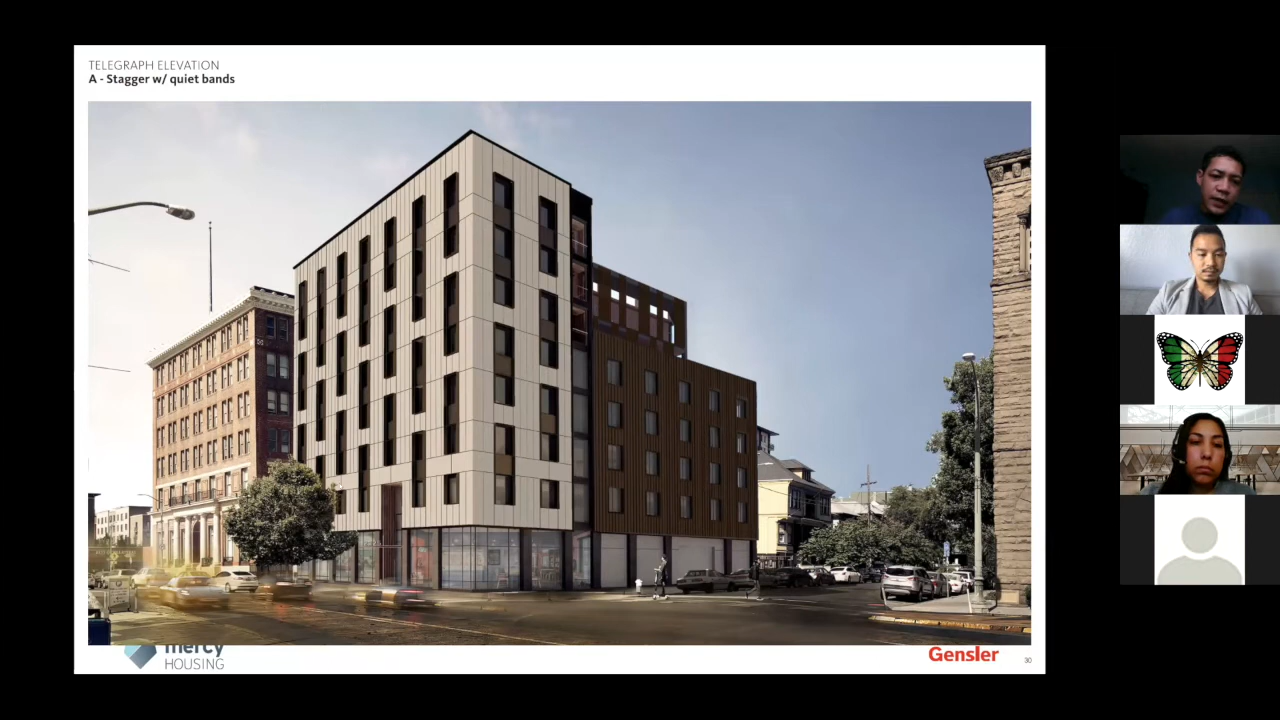 TELEGRAPH ELEVATION
A - Stagger w/ quiet bands
mercy
HOUSING
Gensler
30